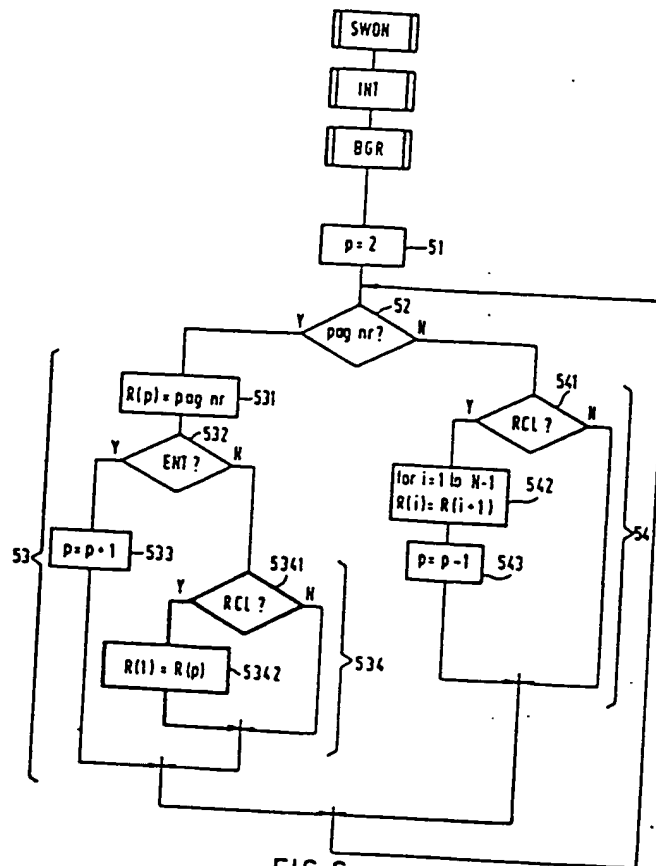 SWON
INT
BGR
p = 2
51
52
Y
pag nr?
N
R(p) = pag nr
531
541
Y
RCL ?
N
532
Y
ENT ?
N
for i=1 to N-1
R(i) = R(i+1)
542
53
p = p+1
533
p = p-1
543
54
5341
Y
RCL ?
N
R(1) = R(p)
5342
534